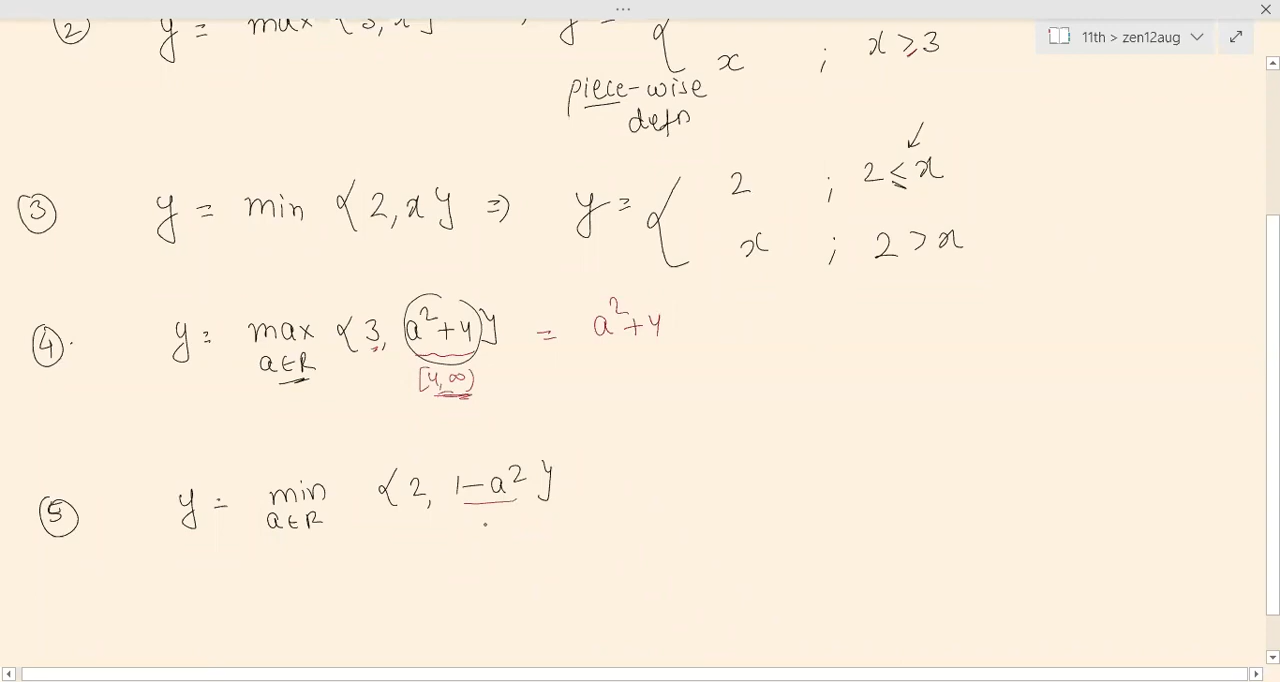 ...
11th > zen12aug
② y = max {3, x} , y = { x ; x ≥ 3
piece-wise
defn
③ y = min {2, x} ⇒ y = { 2 ; 2 ≤ x
x ; 2 > x
④. y = max {3, a²+4} = a²+4
a∈R
[4, ∞)
⑤ y = min {2, 1-a²}
a∈R